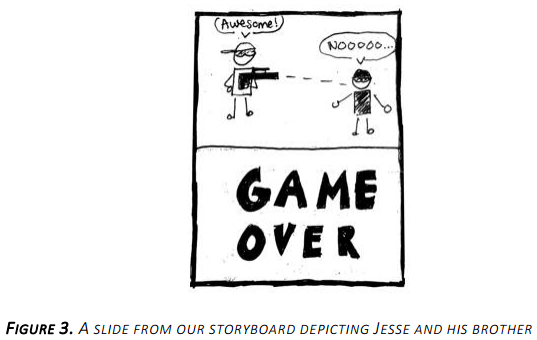 Awesome!
NOOOOO...
GAME
OVER
FIGURE 3. A SLIDE FROM OUR STORYBOARD DEPICTING JESSE AND HIS BROTHER